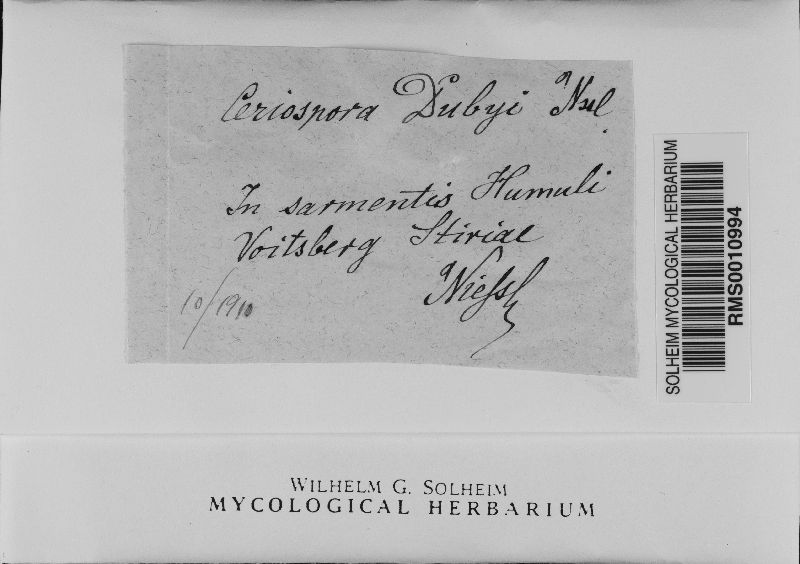 Ceriospora Dubyi Nsl.
In sarmentis Humuli
Voitsberg Stiriae
Niessl
10/1910
SOLHEIM MYCOLOGICAL HERBARIUM
RMS0010994
WILHELM G. SOLHEIM
MYCOLOGICAL HERBARIUM